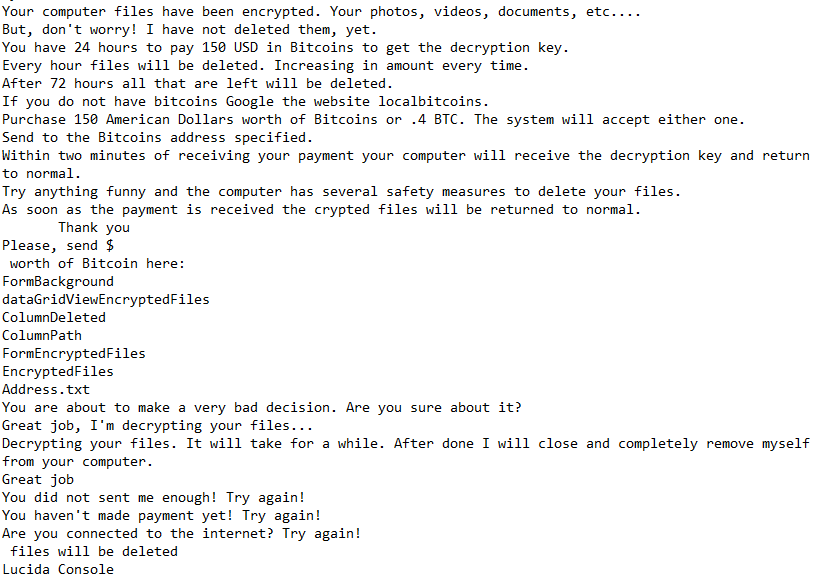 Your computer files have been encrypted. Your photos, videos, documents, etc....
But, don't worry! I have not deleted them, yet.
You have 24 hours to pay 150 USD in Bitcoins to get the decryption key.
Every hour files will be deleted. Increasing in amount every time.
After 72 hours all that are left will be deleted.
If you do not have bitcoins Google the website localbitcoins.
Purchase 150 American Dollars worth of Bitcoins or .4 BTC. The system will accept either one.
Send to the Bitcoins address specified.
Within two minutes of receiving your payment your computer will receive the decryption key and return
to normal.
Try anything funny and the computer has several safety measures to delete your files.
As soon as the payment is received the crypted files will be returned to normal.
Thank you
Please, send $
worth of Bitcoin here:
FormBackground
dataGridViewEncryptedFiles
ColumnDeleted
ColumnPath
FormEncryptedFiles
EncryptedFiles
Address.txt
You are about to make a very bad decision. Are you sure about it?
Great job, I'm decrypting your files...
Decrypting your files. It will take for a while. After done I will close and completely remove myself
from your computer.
Great job
You did not sent me enough! Try again!
You haven't made payment yet! Try again!
Are you connected to the internet? Try again!
files will be deleted
Lucida Console